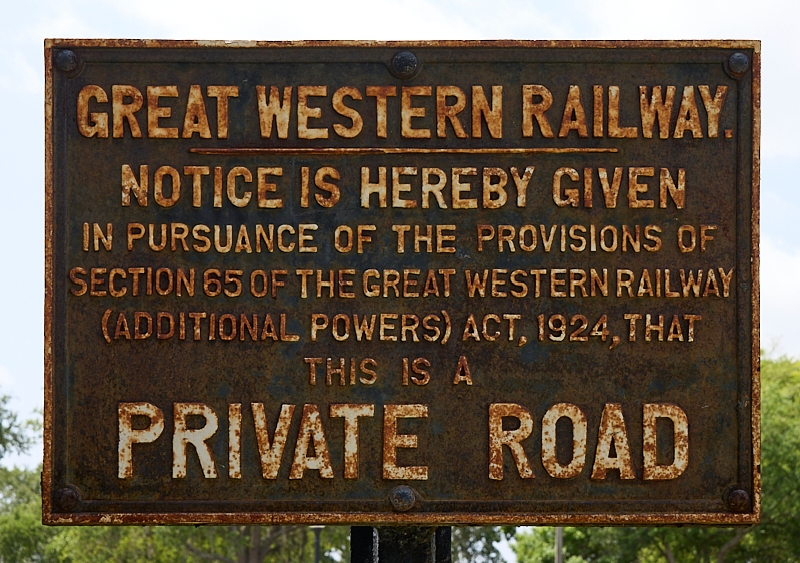 GREAT WESTERN RAILWAY.
NOTICE IS HEREBY GIVEN
IN PURSUANCE OF THE PROVISIONS OF
SECTION 65 OF THE GREAT WESTERN RAILWAY
(ADDITIONAL POWERS) ACT, 1924, THAT
THIS IS A
PRIVATE ROAD